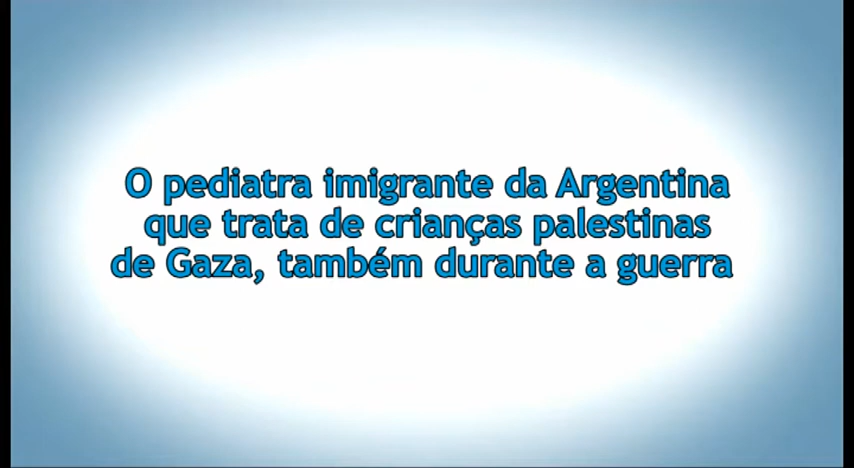 O pediatra imigrante da Argentina
que trata de crianças palestinas
de Gaza, também durante a guerra